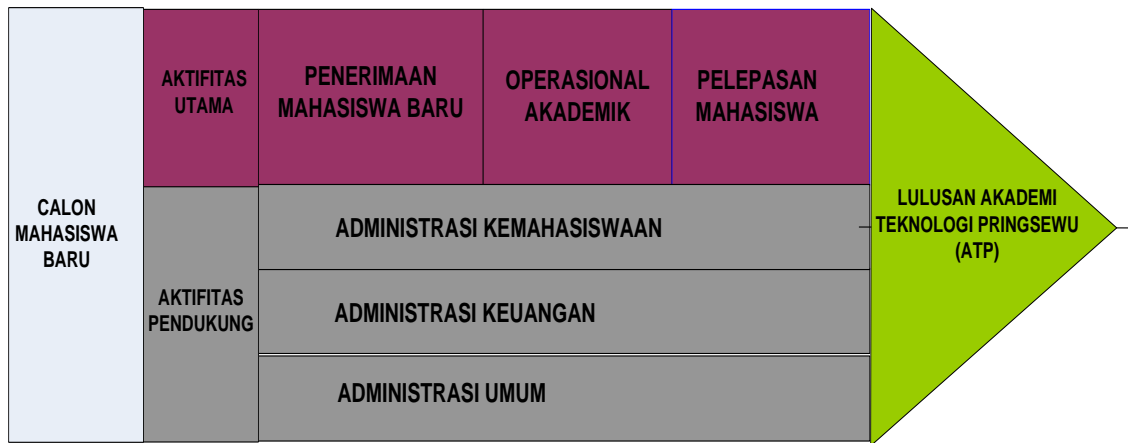 CALON
MAHASISWA
BARU
AKTIFITAS
UTAMA
PENERIMAAN
MAHASISWA BARU
OPERASIONAL
AKADEMIK
PELEPASAN
MAHASISWA
AKTIFITAS
PENDUKUNG
ADMINISTRASI KEMAHASISWAAN
ADMINISTRASI KEUANGAN
ADMINISTRASI UMUM
LULUSAN AKADEMI
TEKNOLOGI PRINGSEWU
(ATP)